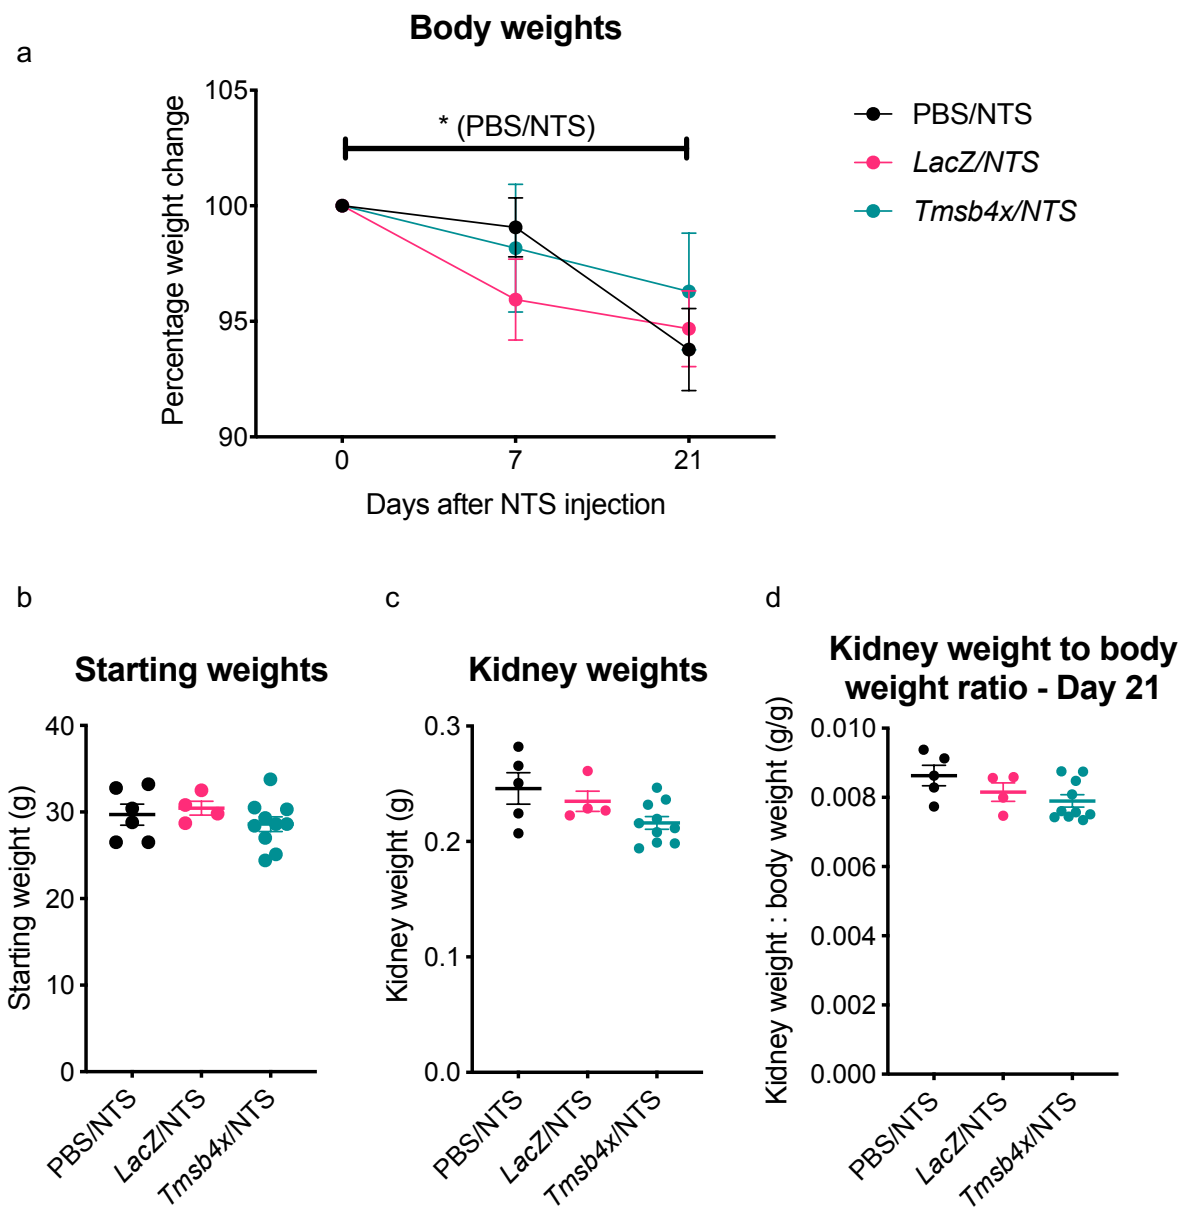 a
Body weights
Percentage weight change
105
100
95
90
* (PBS/NTS)
0 7 21
Days after NTS injection
PBS/NTS
LacZ/NTS
Tmsb4x/NTS
b
Starting weights
Starting weight (g)
40
30
20
10
0
PBS/NTS
LacZ/NTS
Tmsb4x/NTS
c
Kidney weights
Kidney weight (g)
0.3
0.2
0.1
0.0
PBS/NTS
LacZ/NTS
Tmsb4x/NTS
d
Kidney weight to body
weight ratio - Day 21
Kidney weight : body weight (g/g)
0.010
0.008
0.006
0.004
0.002
0.000
PBS/NTS
LacZ/NTS
Tmsb4x/NTS